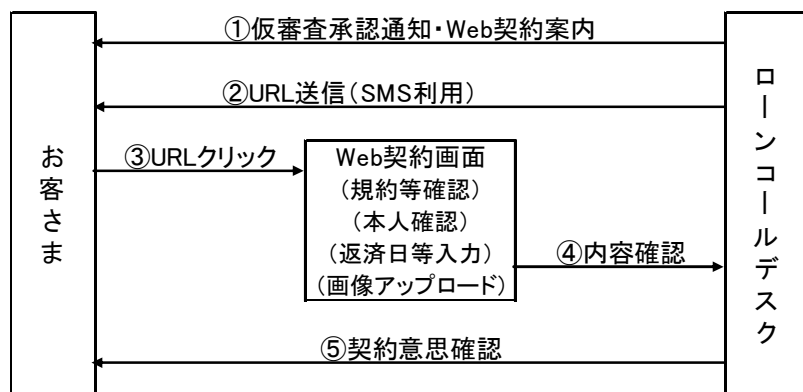 ①仮審査承認通知・Web契約案内
②URL送信（SMS利用）
お客さま
③URLクリック
Web契約画面
（規約等確認）
（本人確認）
（返済日等入力）
（画像アップロード）
④内容確認
ローンコールデスク
⑤契約意思確認